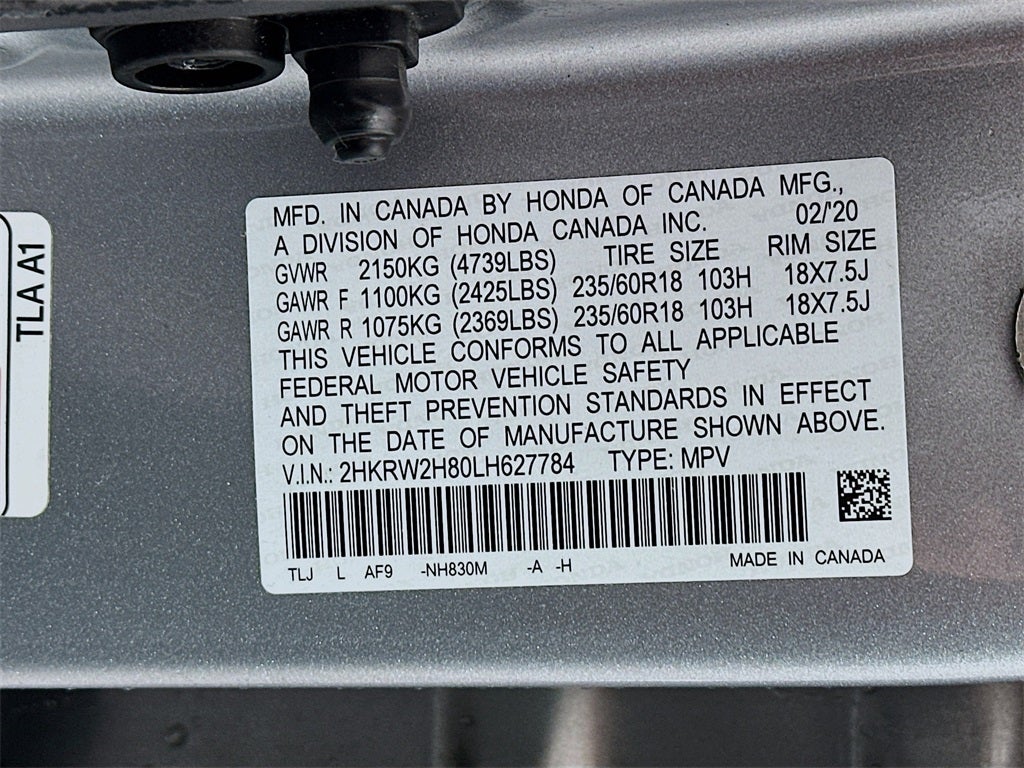 MFD. IN CANADA BY HONDA OF CANADA MFG.,
A DIVISION OF HONDA CANADA INC. 02/'20
GVWR 2150KG (4739LBS) TIRE SIZE RIM SIZE
GAWR F 1100KG (2425LBS) 235/60R18 103H 18X7.5J
GAWR R 1075KG (2369LBS) 235/60R18 103H 18X7.5J
THIS VEHICLE CONFORMS TO ALL APPLICABLE
FEDERAL MOTOR VEHICLE SAFETY
AND THEFT PREVENTION STANDARDS IN EFFECT
ON THE DATE OF MANUFACTURE SHOWN ABOVE.
V.I.N.: 2HKRW2H80LH627784 TYPE: MPV
TLJ L AF9 -NH830M -A -H MADE IN CANADA
TLA A1